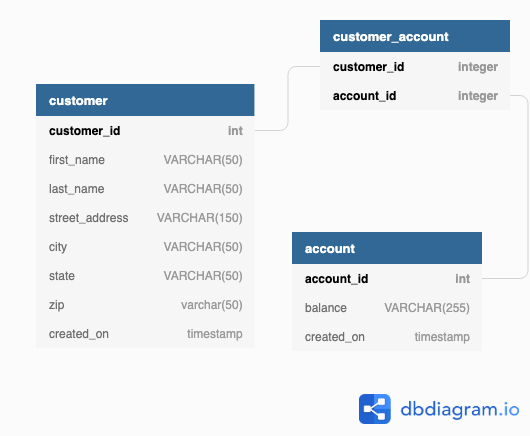 customer_account
customer_id integer
account_id integer
customer
customer_id int
first_name VARCHAR(50)
last_name VARCHAR(50)
street_address VARCHAR(150)
city VARCHAR(50)
state VARCHAR(50)
zip varchar(50)
created_on timestamp
account
account_id int
balance VARCHAR(255)
created_on timestamp
dbdiagram.io